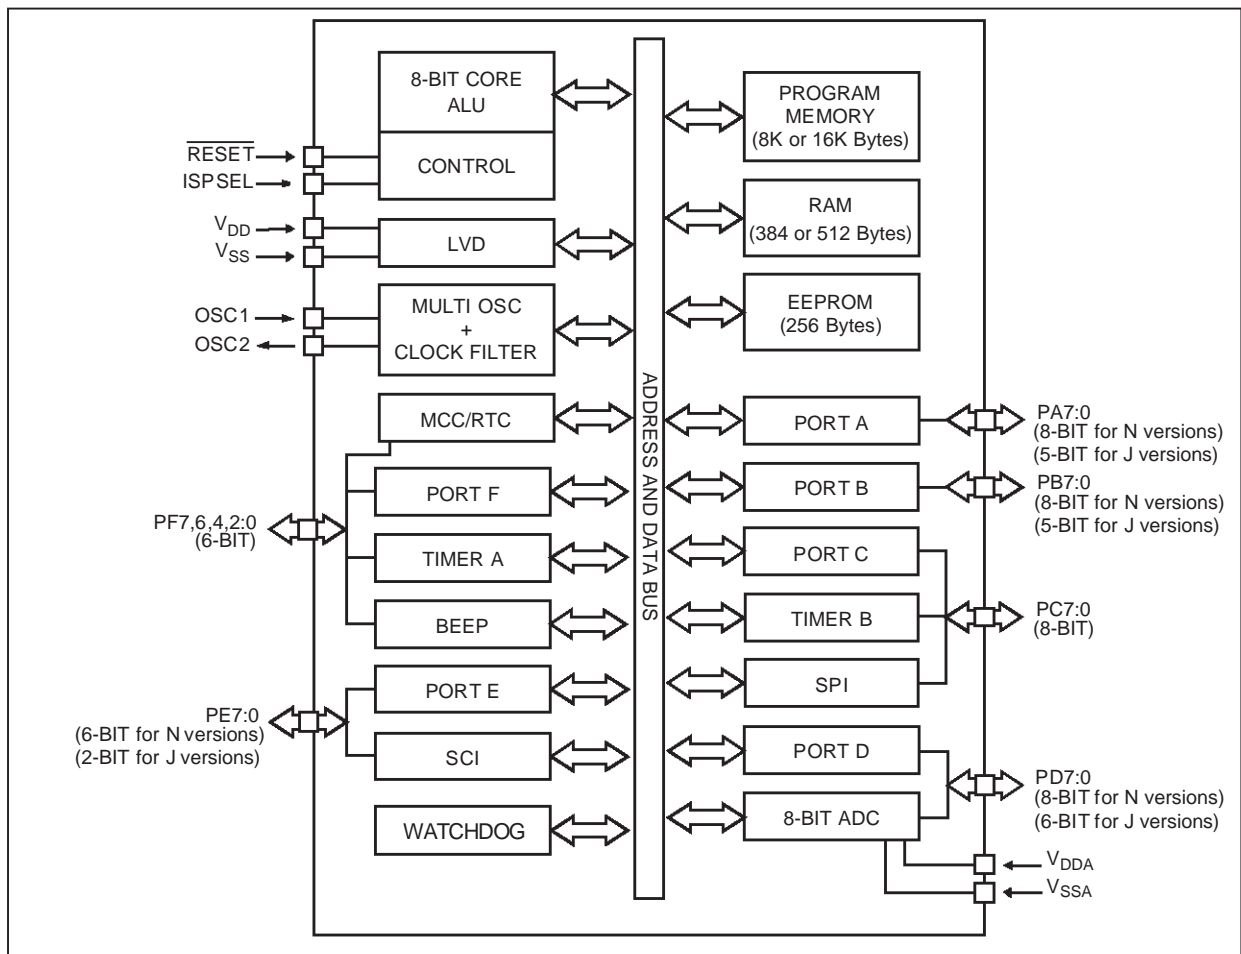 8-BIT CORE
ALU
CONTROL
RESET
ISPSEL
VDD
VSS
LVD
OSC1
OSC2
MULTI OSC
+
CLOCK FILTER
MCC/RTC
PORT F
PF7,6,4,2:0
(6-BIT)
TIMER A
BEEP
PORT E
PE7:0
(6-BIT for N versions)
(2-BIT for J versions)
SCI
WATCHDOG
ADDRESS AND DATA BUS
PROGRAM
MEMORY
(8K or 16K Bytes)
RAM
(384 or 512 Bytes)
EEPROM
(256 Bytes)
PORT A
PA7:0
(8-BIT for N versions)
(5-BIT for J versions)
PORT B
PB7:0
(8-BIT for N versions)
(5-BIT for J versions)
PORT C
TIMER B
PC7:0
(8-BIT)
SPI
PORT D
PD7:0
(8-BIT for N versions)
(6-BIT for J versions)
8-BIT ADC
VDDA
VSSA